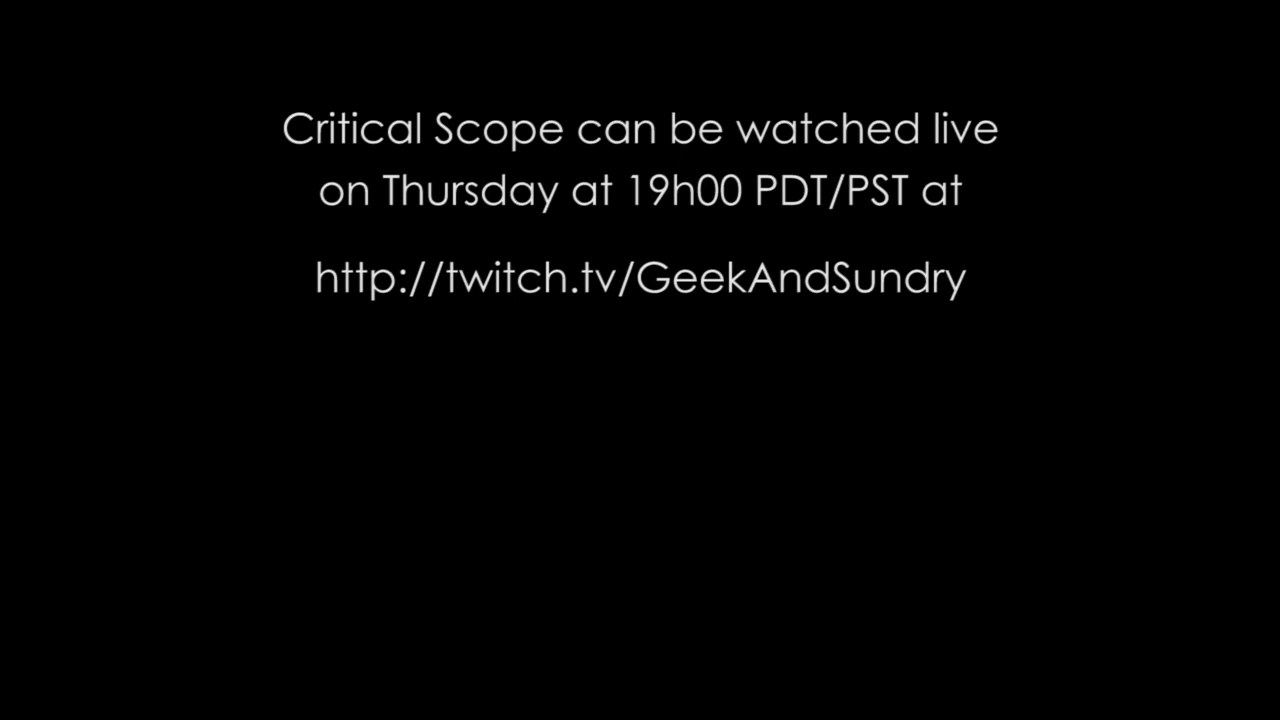 Critical Scope can be watched live
on Thursday at 19h00 PDT/PST at
http://twitch.tv/GeekAndSundry